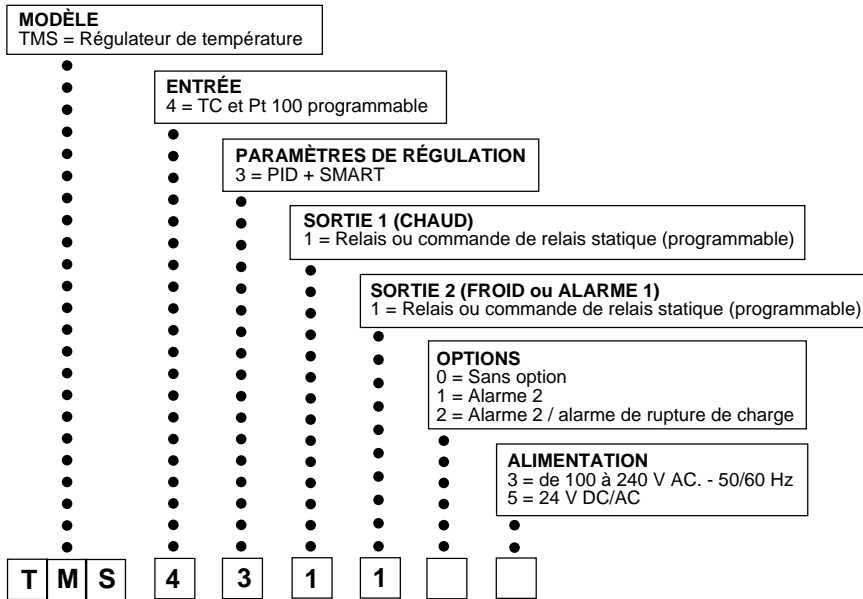 MODÈLE
TMS = Régulateur de température
ENTRÉE
4 = TC et Pt 100 programmable
PARAMÈTRES DE RÉGULATION
3 = PID + SMART
SORTIE 1 (CHAUD)
1 = Relais ou commande de relais statique (programmable)
SORTIE 2 (FROID ou ALARME 1)
1 = Relais ou commande de relais statique (programmable)
OPTIONS
0 = Sans option
1 = Alarme 2
2 = Alarme 2 / alarme de rupture de charge
ALIMENTATION
3 = de 100 à 240 V AC. - 50/60 Hz
5 = 24 V DC/AC
T M S 4 3 1 1